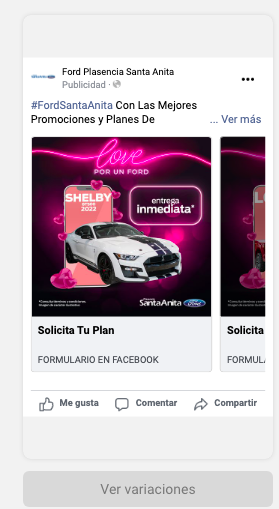 Ford Plasencia Santa Anita
Publicidad ·
#FordSantaAnita Con Las Mejores
Promociones y Planes De ... Ver más
love
POR UN FORD
SHELBY
2022
entrega
inmediata*
SantaAnita Ford
Solicita Tu Plan
Solicita
FORMULARIO EN FACEBOOK
FORMULA
Me gusta Comentar Compartir
Ver variaciones